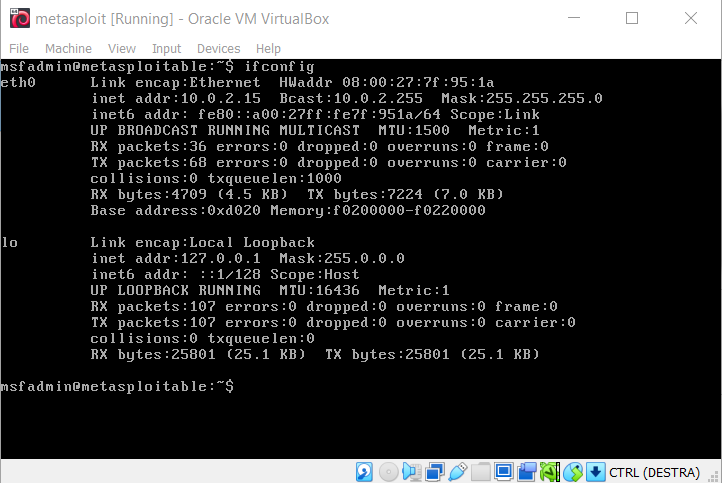 metasploit [Running] - Oracle VM VirtualBox
File Machine View Input Devices Help
msfadmin@metasploitable:~$ ifconfig
eth0 Link encap:Ethernet HWaddr 08:00:27:7f:95:1a
inet addr:10.0.2.15 Bcast:10.0.2.255 Mask:255.255.255.0
inet6 addr: fe80::a00:27ff:fe7f:951a/64 Scope:Link
UP BROADCAST RUNNING MULTICAST MTU:1500 Metric:1
RX packets:36 errors:0 dropped:0 overruns:0 frame:0
TX packets:68 errors:0 dropped:0 overruns:0 carrier:0
collisions:0 txqueuelen:1000
RX bytes:4709 (4.5 KB) TX bytes:7224 (7.0 KB)
Base address:0xd020 Memory:f0200000-f0220000
lo Link encap:Local Loopback
inet addr:127.0.0.1 Mask:255.0.0.0
inet6 addr: ::1/128 Scope:Host
UP LOOPBACK RUNNING MTU:16436 Metric:1
RX packets:107 errors:0 dropped:0 overruns:0 frame:0
TX packets:107 errors:0 dropped:0 overruns:0 carrier:0
collisions:0 txqueuelen:0
RX bytes:25801 (25.1 KB) TX bytes:25801 (25.1 KB)
msfadmin@metasploitable:~$
CTRL (DESTRA)